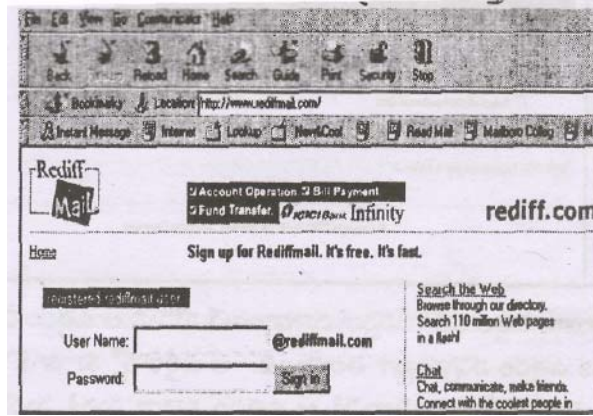 File Edit View Go Communicator Help
Back Reload Home Search Guide Print Security Stop
Bookmarks Location: http://www.rediffmail.com/
Instant Message Internet Lookup New&Cool Read Mail
Rediff
Mail
Account Operation Bill Payment
Fund Transfer. ICICI Bank Infinity
rediff.com
Home
Sign up for Rediffmail. It's free. It's fast.
registered rediffmail user
User Name:
@rediffmail.com
Password:
Sign in
Search the Web
Browse through our directory.
Search 110 million Web pages
in a flash!
Chat
Chat, communicate, make friends.
Connect with the coolest people in